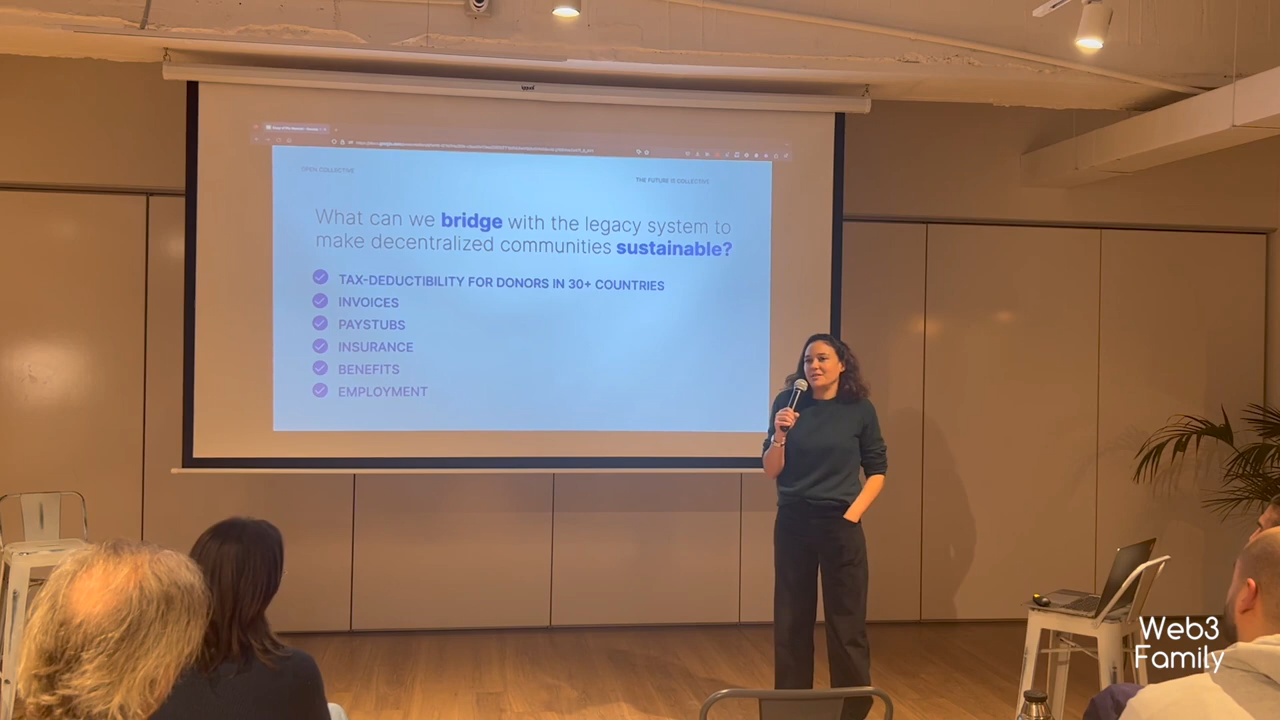 OPEN COLLECTIVE
THE FUTURE IS COLLECTIVE
What can we bridge with the legacy system to
make decentralized communities sustainable?
TAX-DEDUCTIBILITY FOR DONORS IN 30+ COUNTRIES
INVOICES
PAYSTUBS
INSURANCE
BENEFITS
EMPLOYMENT
Web3
Family